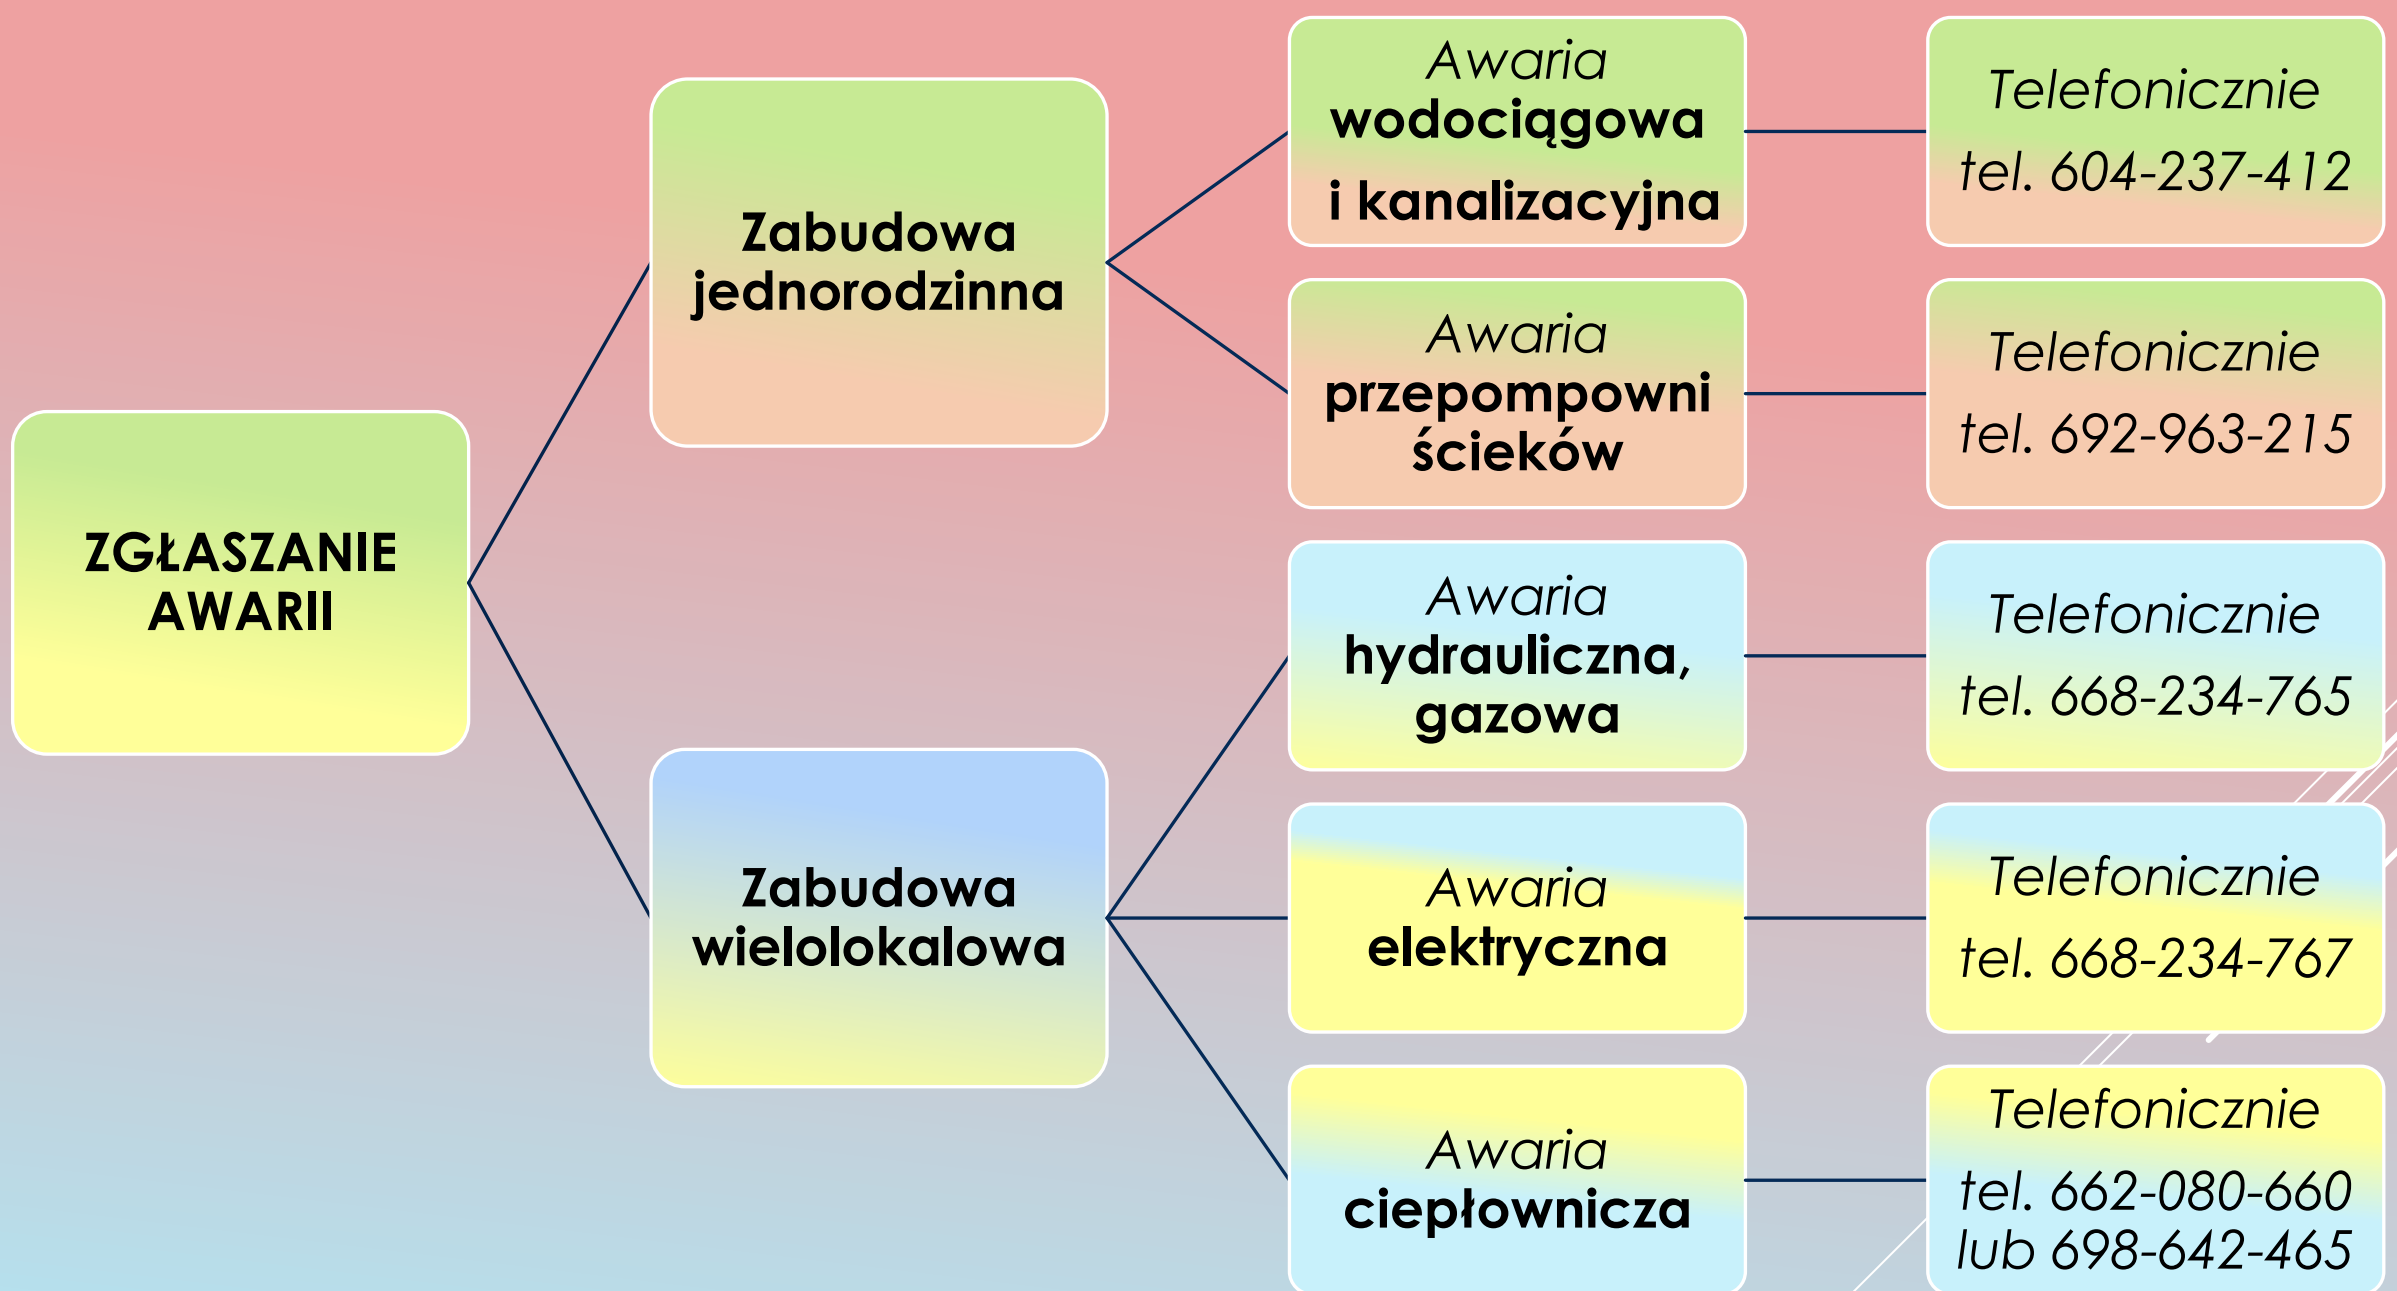 ZGŁASZANIE
AWARII
Zabudowa
jednorodzinna
Awaria
wodociągowa
i kanalizacyjna
Telefonicznie
tel. 604-237-412
Awaria
przepompowni
ścieków
Telefonicznie
tel. 692-963-215
Zabudowa
wielolokalowa
Awaria
hydrauliczna,
gazowa
Telefonicznie
tel. 668-234-765
Awaria
elektryczna
Telefonicznie
tel. 668-234-767
Awaria
ciepłownicza
Telefonicznie
tel. 662-080-660
lub 698-642-465